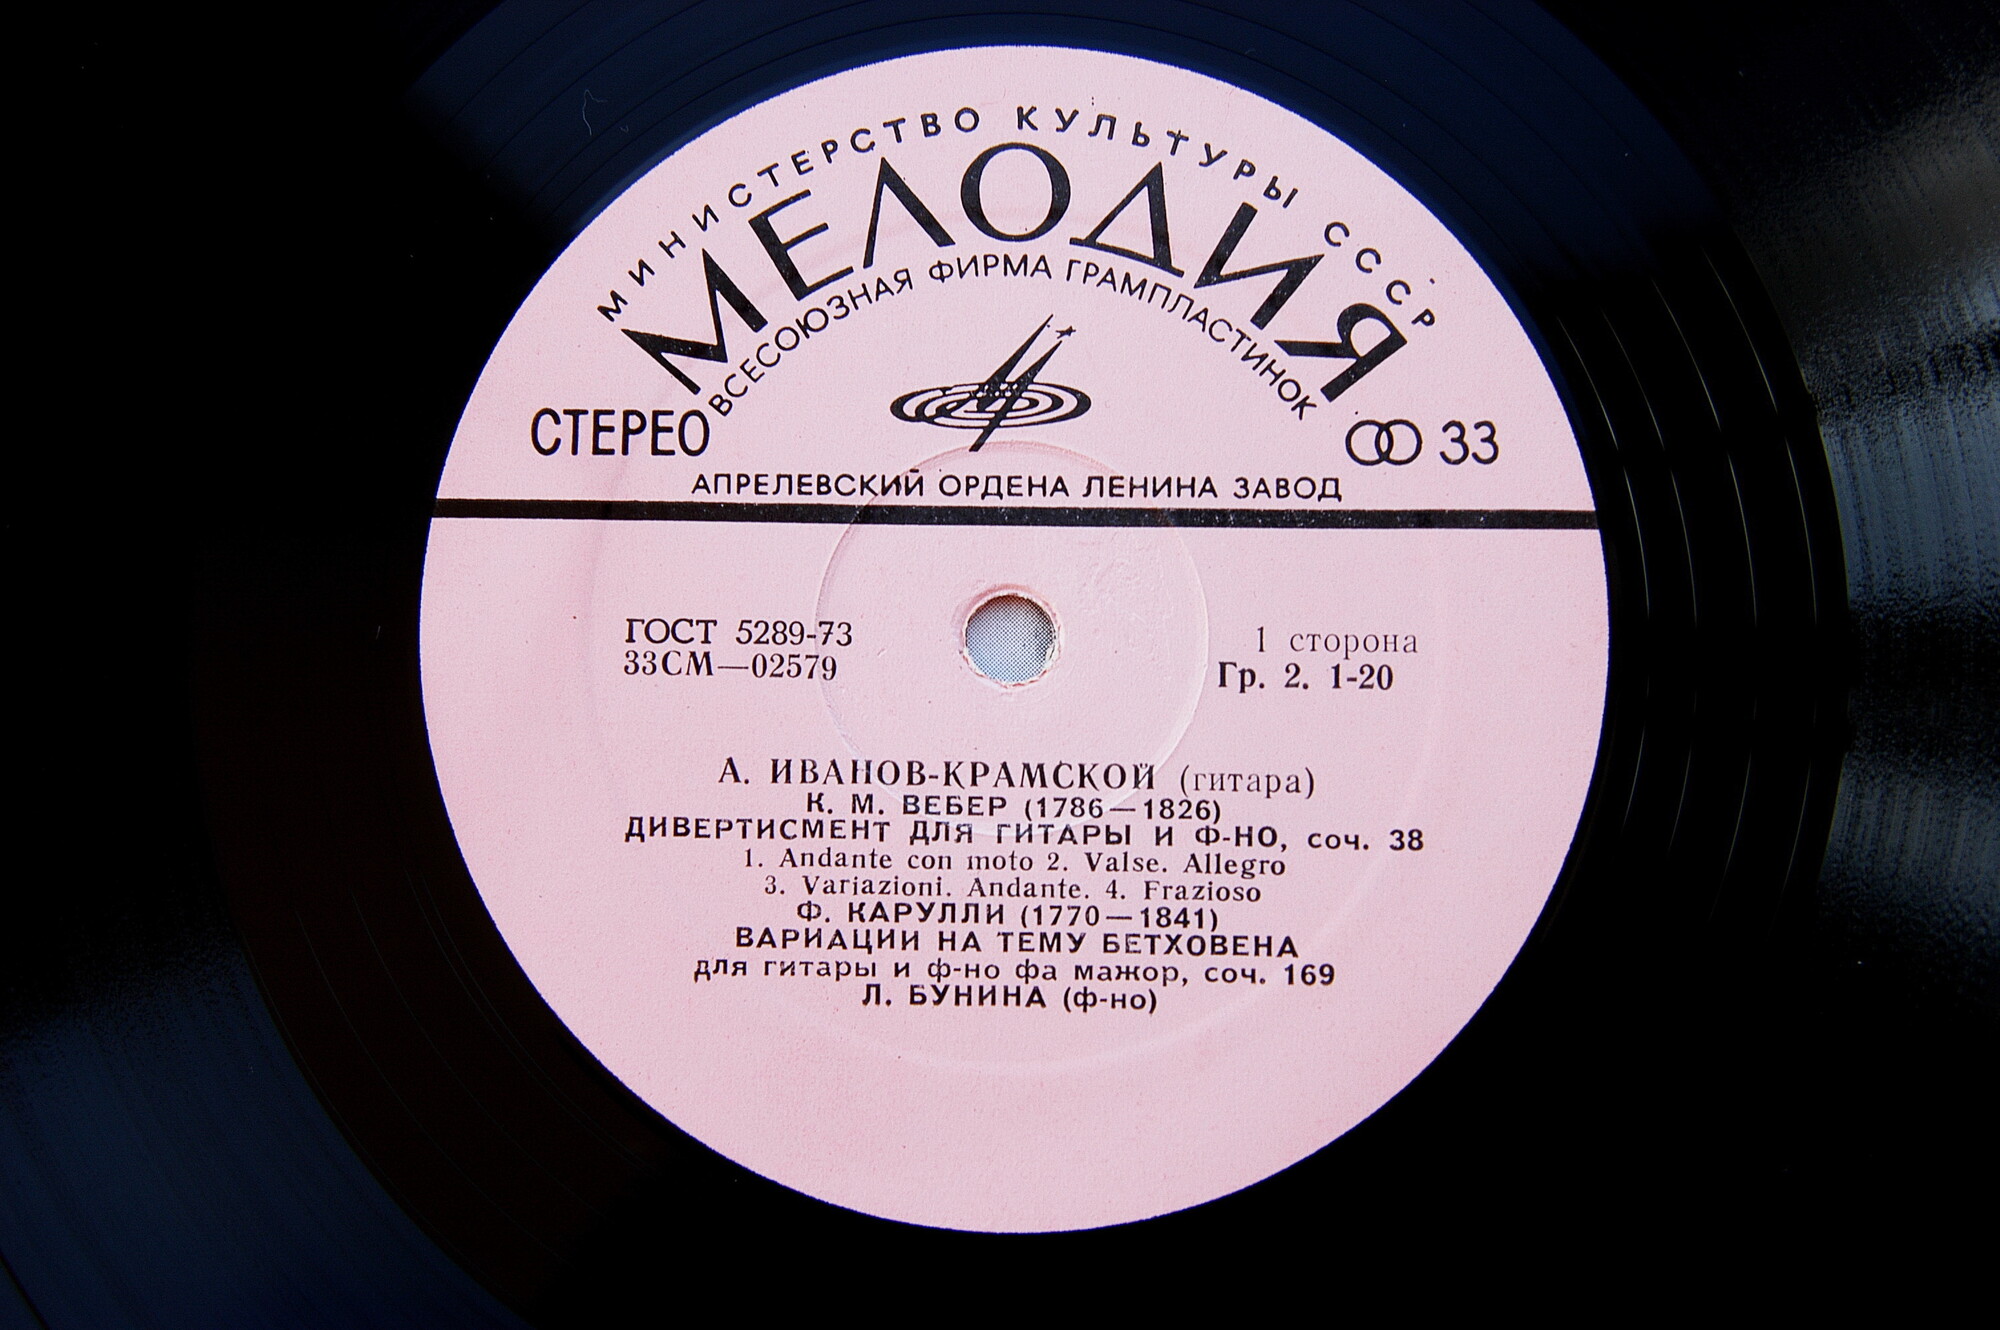 МИНИСТЕРСТВО КУЛЬТУРЫ СССР
МЕЛОДИЯ
ВСЕСОЮЗНАЯ ФИРМА ГРАМПЛАСТИНОК
СТЕРЕО
33
АПРЕЛЕВСКИЙ ОРДЕНА ЛЕНИНА ЗАВОД
ГОСТ 5289-73
33СМ—02579
1 сторона
Гр. 2. 1-20
А. ИВАНОВ-КРАМСКОЙ (гитара)
К. М. ВЕБЕР (1786—1826)
ДИВЕРТИСМЕНТ ДЛЯ ГИТАРЫ И Ф-НО, соч. 38
1. Andante con moto 2. Valse. Allegro
3. Variazioni. Andante. 4. Frazioso
Ф. КАРУЛЛИ (1770—1841)
ВАРИАЦИИ НА ТЕМУ БЕТХОВЕНА
для гитары и ф-но фа мажор, соч. 169
Л. БУНИНА (ф-но)